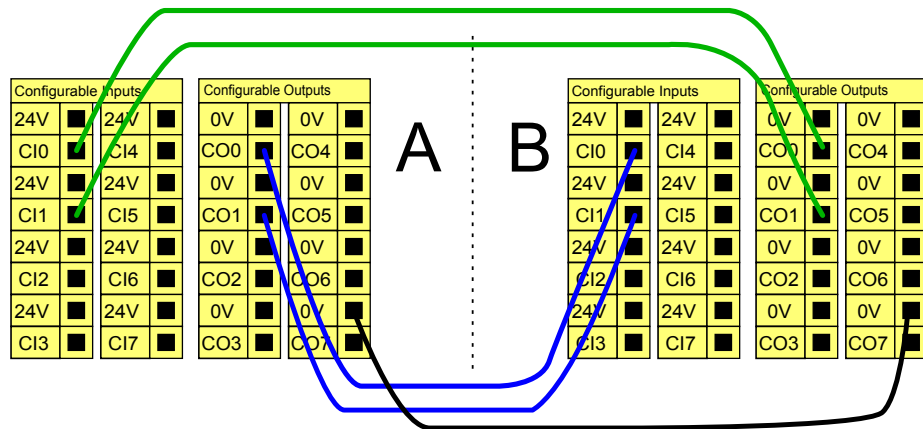 Configurable Inputs Configurable Outputs A B Configurable Inputs Configurable Outputs
24V 24V 0V 0V 24V 24V 0V 0V
CI0 CI4 CO0 CO4 CI0 CI4 CO0 CO4
24V 24V 0V 0V 24V 24V 0V 0V
CI1 CI5 CO1 CO5 CI1 CI5 CO1 CO5
24V 24V 0V 0V 24V 24V 0V 0V
CI2 CI6 CO2 CO6 CI2 CI6 CO2 CO6
24V 24V 0V 0V 24V 24V 0V 0V
CI3 CI7 CO3 CO7 CI3 CI7 CO3 CO7